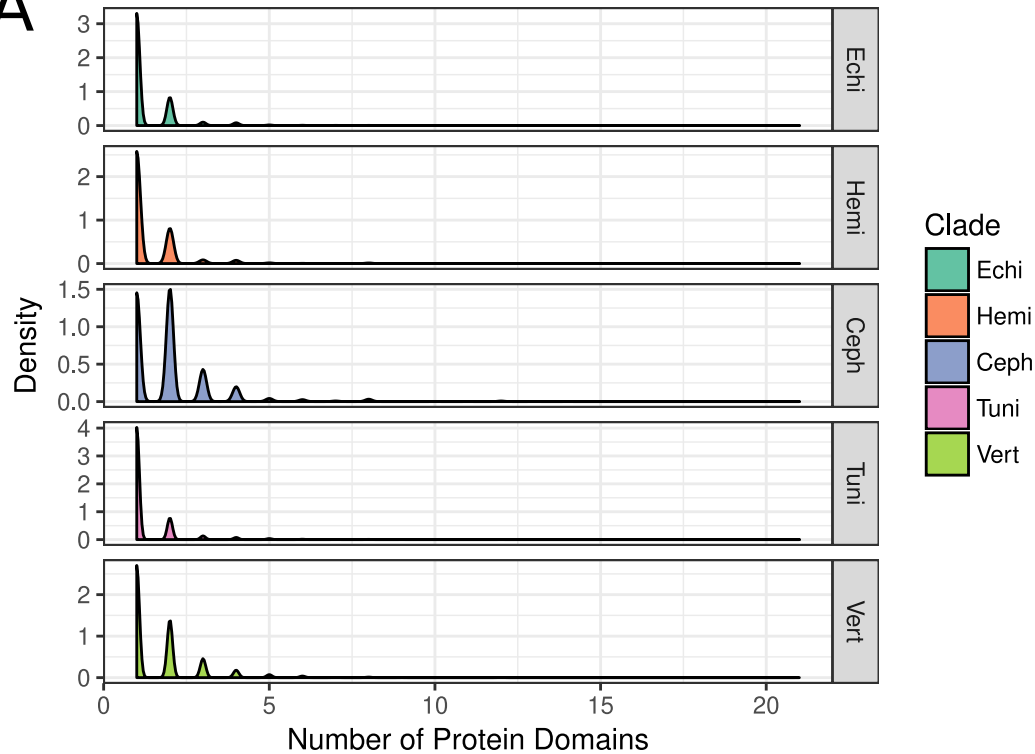 A
3
2
1
0
Echi
2
1
0
Hemi
1.5
1.0
0.5
0.0
Ceph
4
3
2
1
0
Tuni
2
1
0
Vert
0 5 10 15 20
Number of Protein Domains
Density
Clade
Echi
Hemi
Ceph
Tuni
Vert